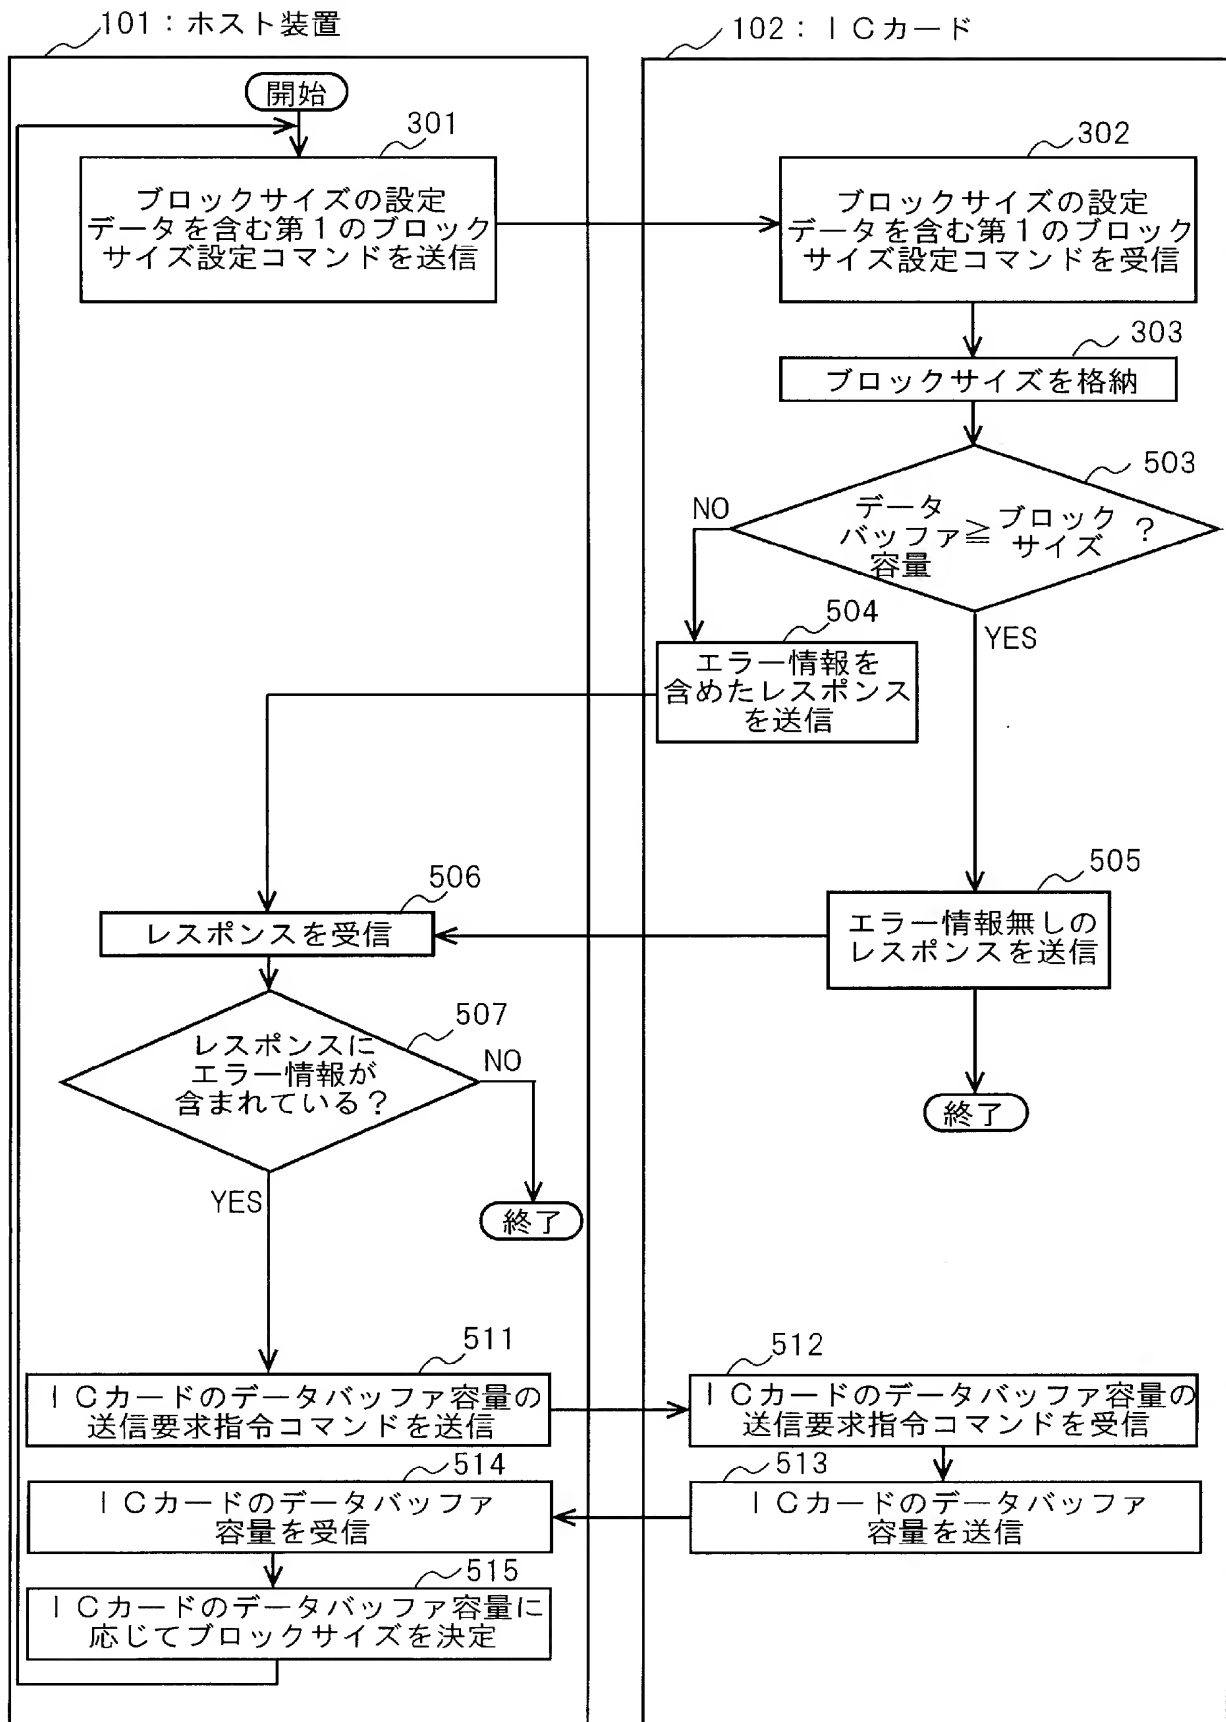 101：ホスト装置
102：ＩＣカード
開始
301
ブロックサイズの設定
データを含む第１のブロック
サイズ設定コマンドを送信
302
ブロックサイズの設定
データを含む第１のブロック
サイズ設定コマンドを受信
303
ブロックサイズを格納
503
データ
バッファ
容量
≧
ブロック
サイズ
？
NO
YES
504
エラー情報を
含めたレスポンス
を送信
505
エラー情報無しの
レスポンスを送信
終了
506
レスポンスを受信
507
レスポンスに
エラー情報が
含まれている？
NO
YES
終了
511
ＩＣカードのデータバッファ容量の
送信要求指令コマンドを送信
512
ＩＣカードのデータバッファ容量の
送信要求指令コマンドを受信
513
ＩＣカードのデータバッファ
容量を送信
514
ＩＣカードのデータバッファ
容量を受信
515
ＩＣカードのデータバッファ容量に
応じてブロックサイズを決定